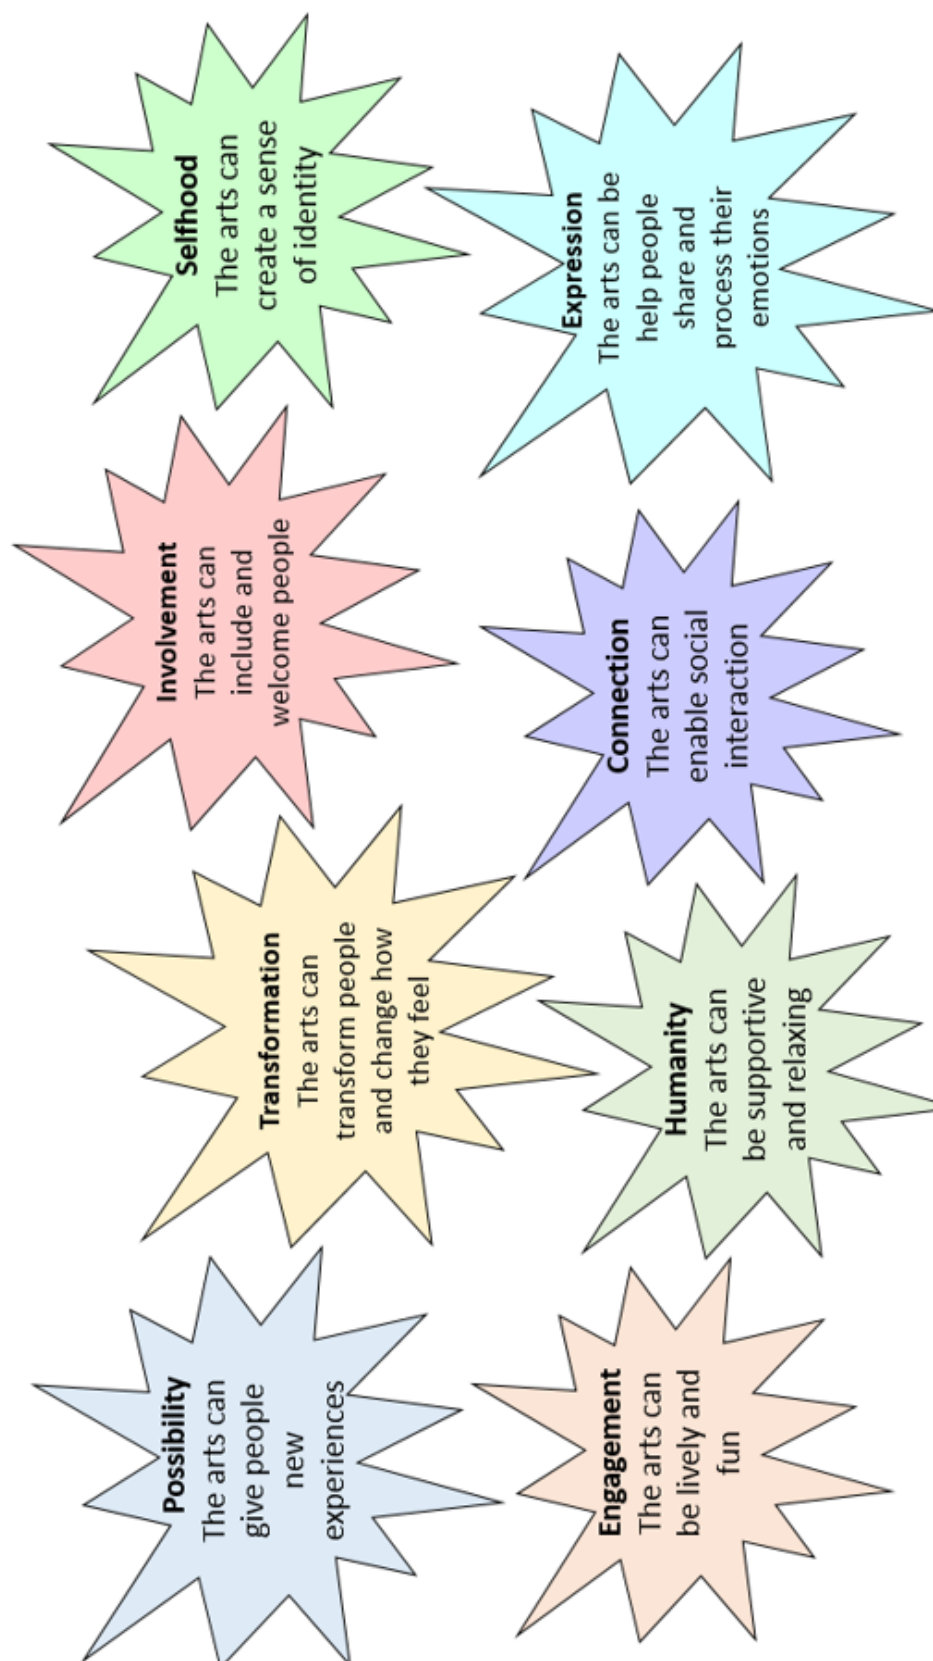 Possibility
The arts can
give people
new
experiences
Transformation
The arts can
transform people
and change how
they feel
Involvement
The arts can
include and
welcome people
Selfhood
The arts can
create a sense
of identity
Engagement
The arts can
be lively and
fun
Humanity
The arts can
be supportive
and relaxing
Connection
The arts can
enable social
interaction
Expression
The arts can be
help people
share and
process their
emotions